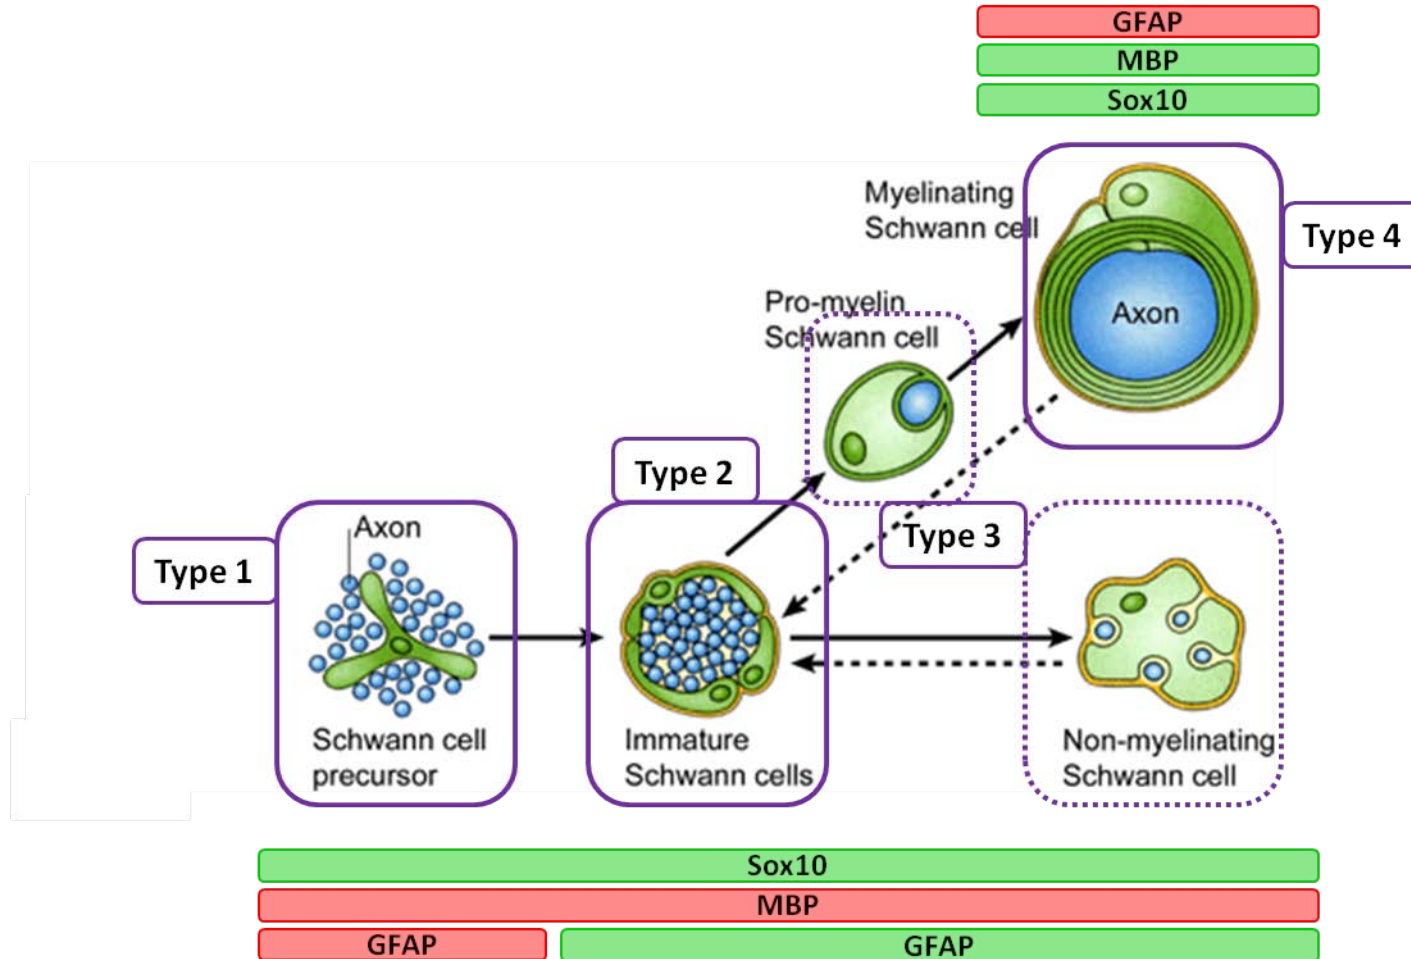 GFAP
MBP
Sox10
Myelinating
Schwann cell
Type 4
Axon
Pro-myelin
Schwann cell
Type 2
Type 3
Axon
Type 1
Schwann cell
precursor
Immature
Schwann cells
Non-myelinating
Schwann cell
Sox10
MBP
GFAP
GFAP